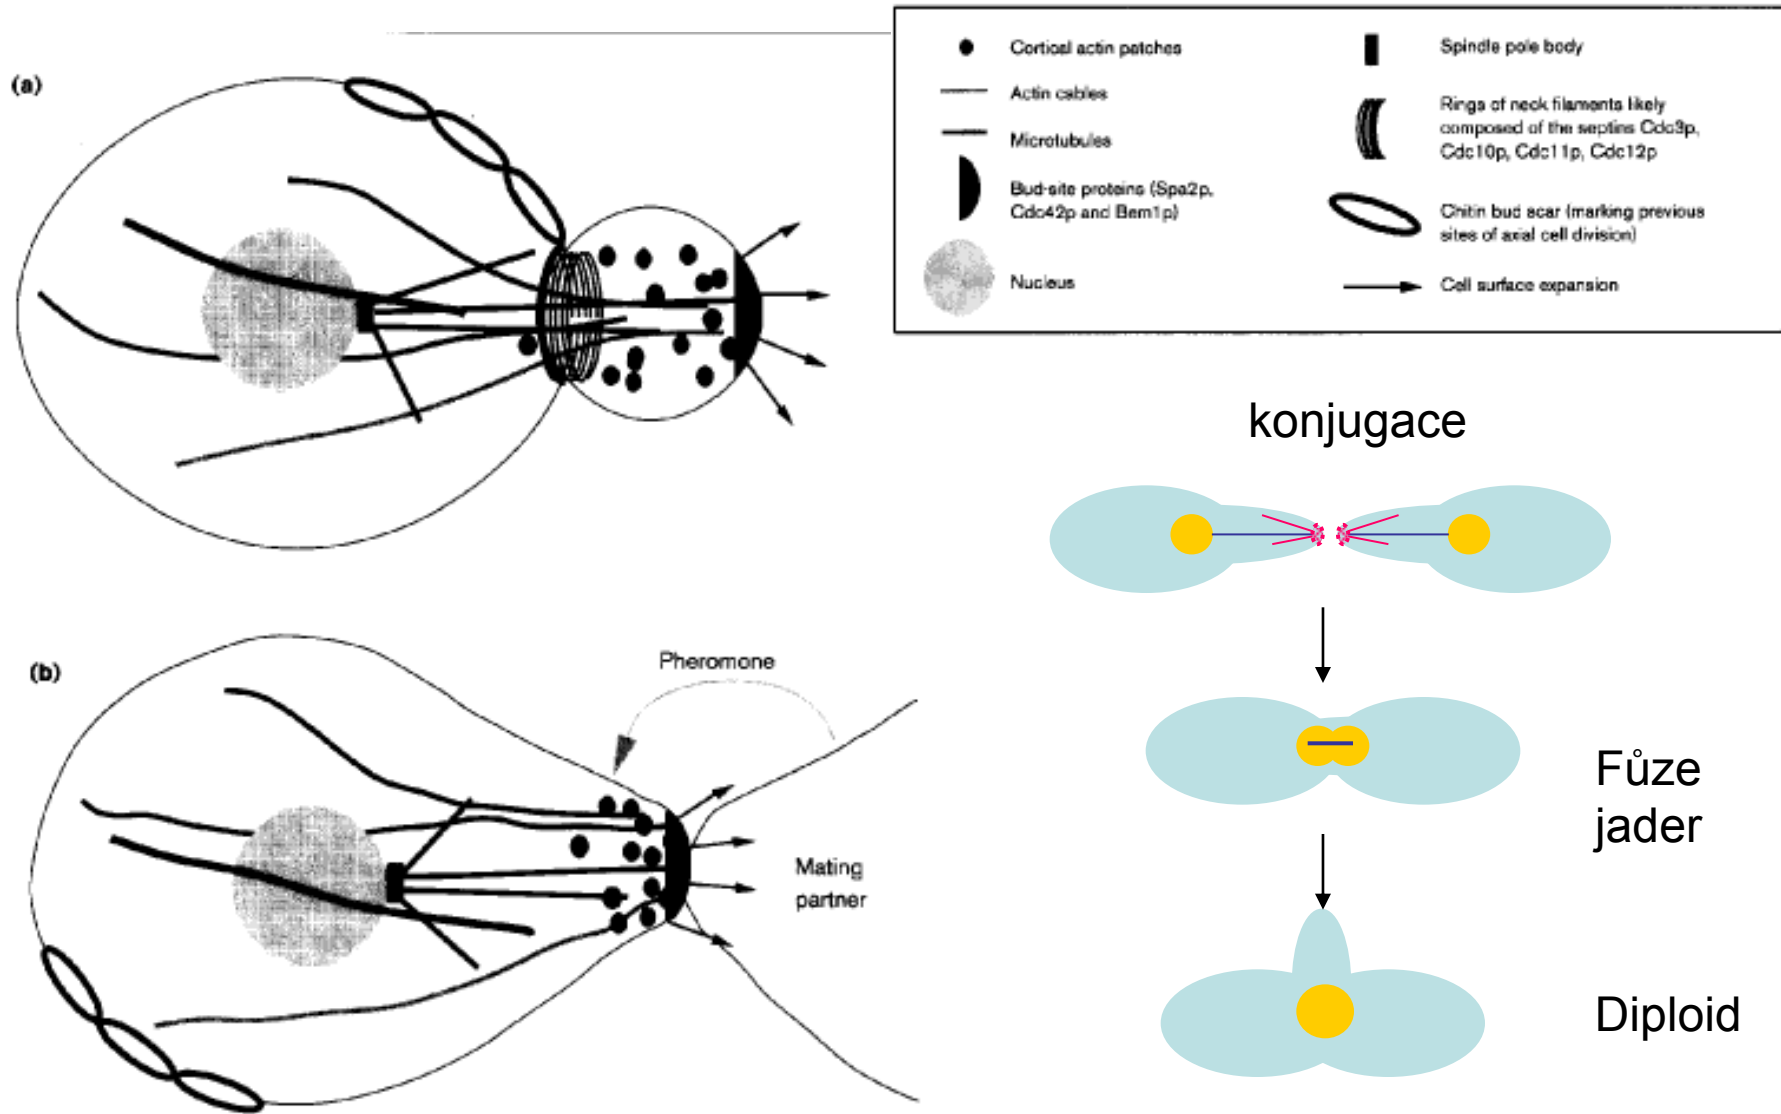 (a)
Cortical actin patches
Actin cables
Microtubules
Bud-site proteins (Spa2p,
Cdc42p and Bem1p)
Nucleus
Spindle pole body
Rings of neck filaments likely
composed of the septins Cdc3p,
Cdc10p, Cdc11p, Cdc12p
Chitin bud scar (marking previous
sites of axial cell division)
Cell surface expansion
konjugace
(b)
Pheromone
Mating
partner
Fůze
jader
Diploid